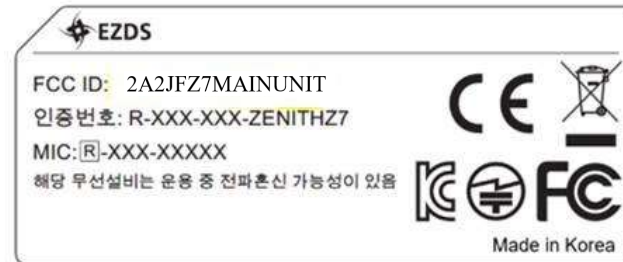 EZDS
FCC ID: 2A2JFZ7MAINUNIT
인증번호: R-XXX-XXX-ZENITHZ7
MIC:R-XXX-XXXXX
해당 무선설비는 운용 중 전파혼신 가능성이 있음
CE
KC FC
Made in Korea